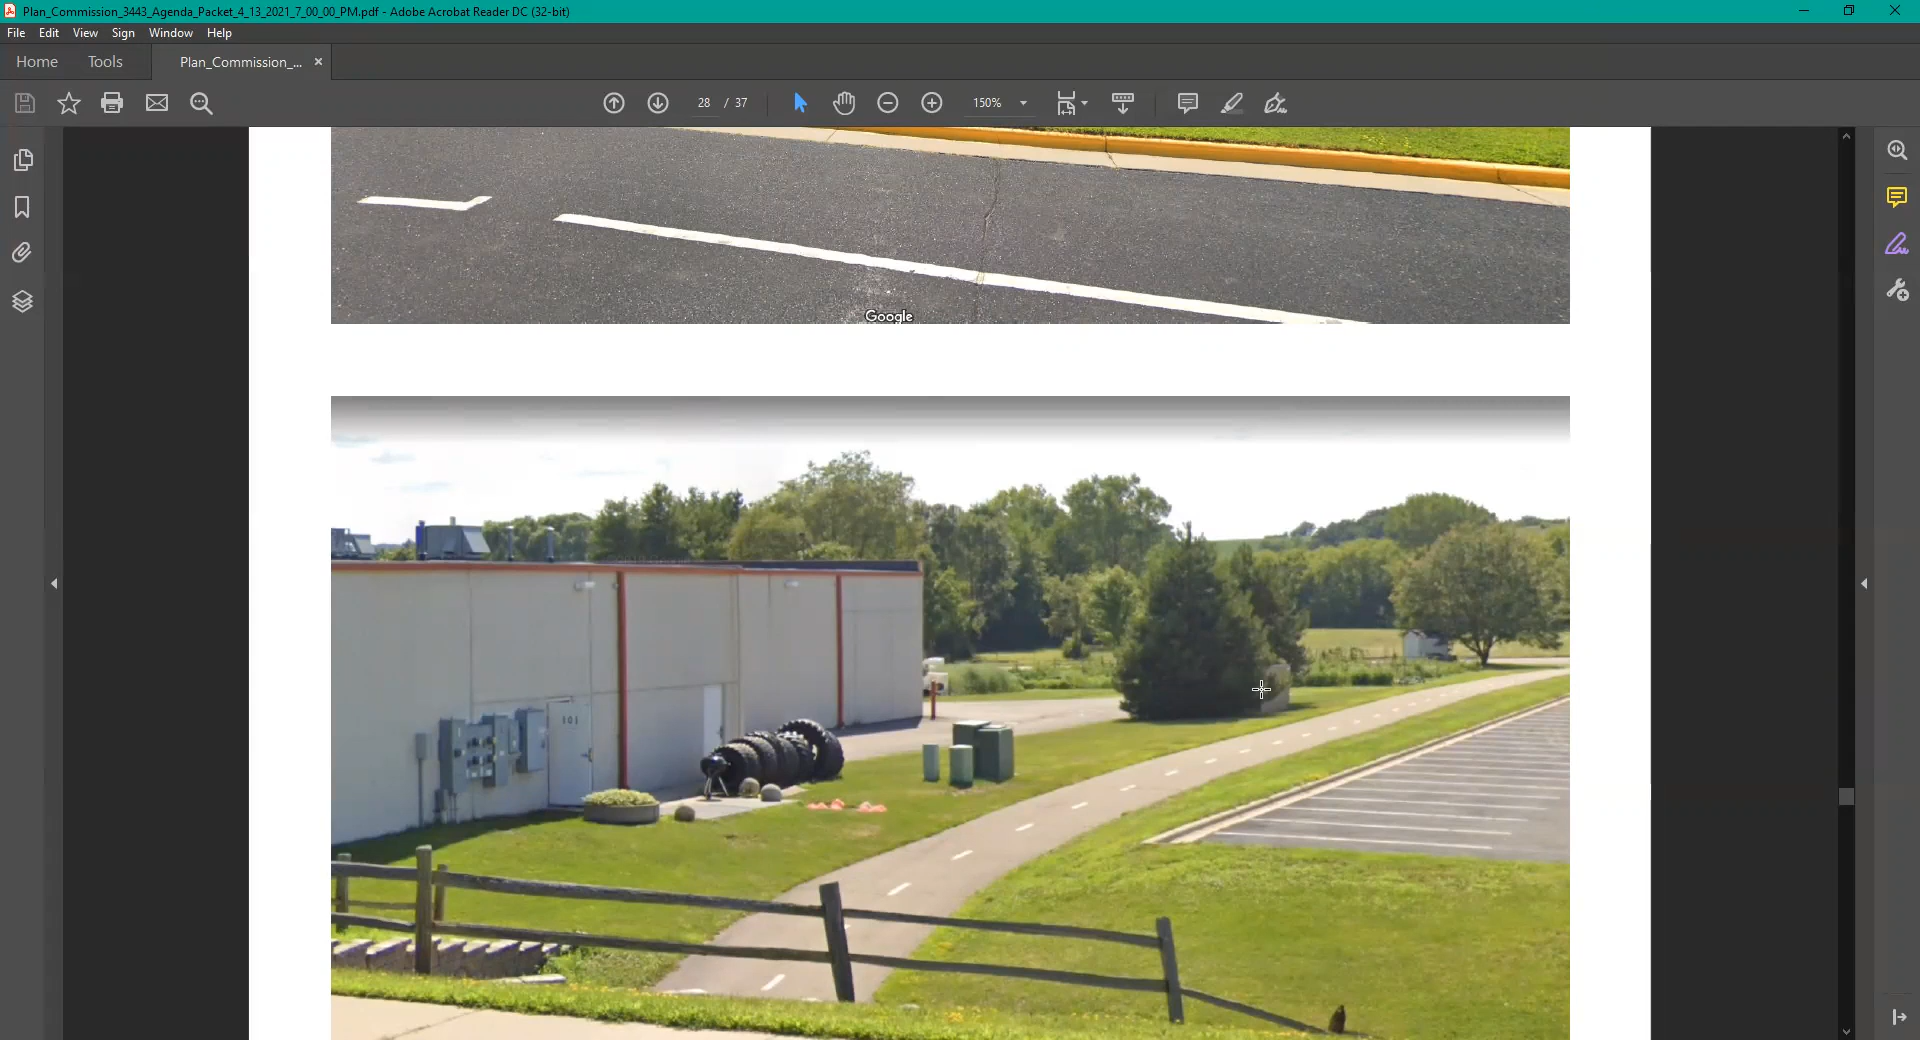 Plan_Commission_3443_Agenda_Packet_4_13_2021_7_00_00_PM.pdf - Adobe Acrobat Reader DC (32-bit)
File Edit View Sign Window Help
Home Tools Plan_Commission_... ×
28 / 37 150%
Google
101